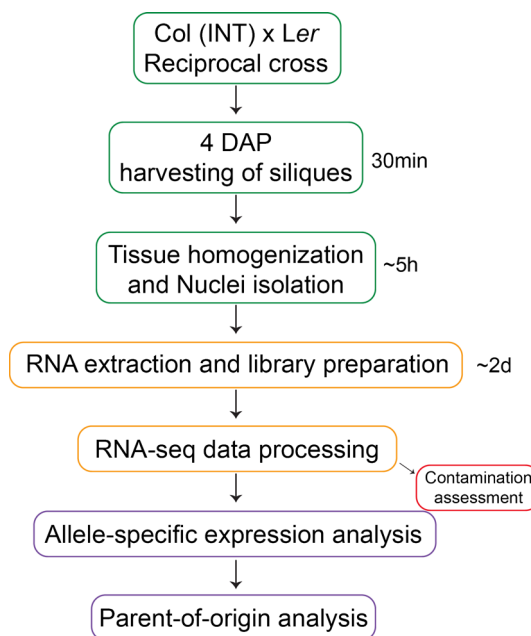 Col (INT) x Ler
Reciprocal cross
4 DAP
harvesting of siliques
30min
Tissue homogenization
and Nuclei isolation
~5h
RNA extraction and library preparation
~2d
RNA-seq data processing
Contamination
assessment
Allele-specific expression analysis
Parent-of-origin analysis